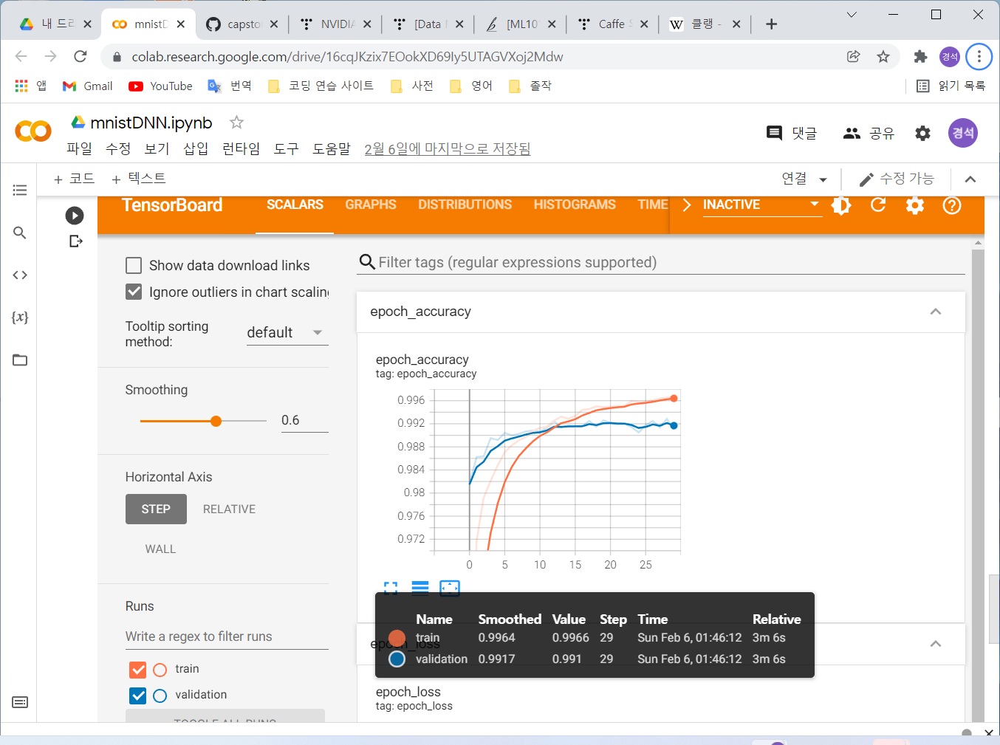 내 드
mnist
capsto
NVIDI
[Data
[ML10
Caffe
W 클랭 -
colab.research.google.com/drive/16cqJKzix7EOokXD69Iy5UTAGVXoj2Mdw
경석
앱 Gmail YouTube 번역 코딩 연습 사이트 사전 영어 졸작 읽기 목록
mnistDNN.ipynb
댓글 공유 경석
파일 수정 보기 삽입 런타임 도구 도움말 2월 6일에 마지막으로 저장됨
+ 코드 + 텍스트 연결 수정 가능
TensorBoard SCALARS GRAPHS DISTRIBUTIONS HISTOGRAMS TIME INACTIVE
Show data download links
Ignore outliers in chart scaling
Tooltip sorting
method:
default
Smoothing
0.6
Horizontal Axis
STEP RELATIVE
WALL
Runs
Write a regex to filter runs
train
validation
TOGGLE ALL RUNS
Filter tags (regular expressions supported)
epoch_accuracy
epoch_accuracy
tag: epoch_accuracy
0.996
0.992
0.988
0.984
0.98
0.976
0.972
0 5 10 15 20 25
Name Smoothed Value Step Time Relative
train 0.9964 0.9966 29 Sun Feb 6, 01:46:12 3m 6s
validation 0.9917 0.991 29 Sun Feb 6, 01:46:12 3m 6s
epoch_loss
epoch_loss
tag: epoch_loss